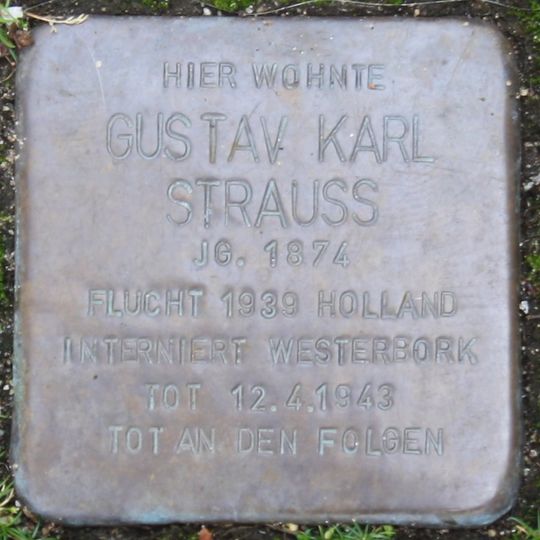 HIER WOHNTE
GUSTAV KARL
STRAUSS
JG. 1874
FLUCHT 1939 HOLLAND
INTERNIERT WESTERBORK
TOT 12.4.1943
TOT AN DEN FOLGEN